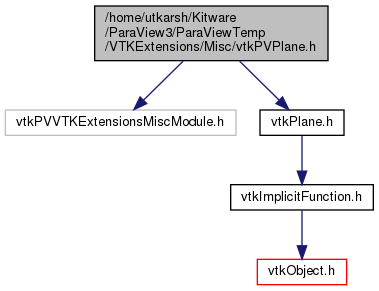 /home/utkarsh/Kitware
/ParaView3/ParaViewTemp
/VTKExtensions/Misc/vtkPVPlane.h
vtkPVVTKExtensionsMiscModule.h
vtkPlane.h
vtkImplicitFunction.h
vtkObject.h